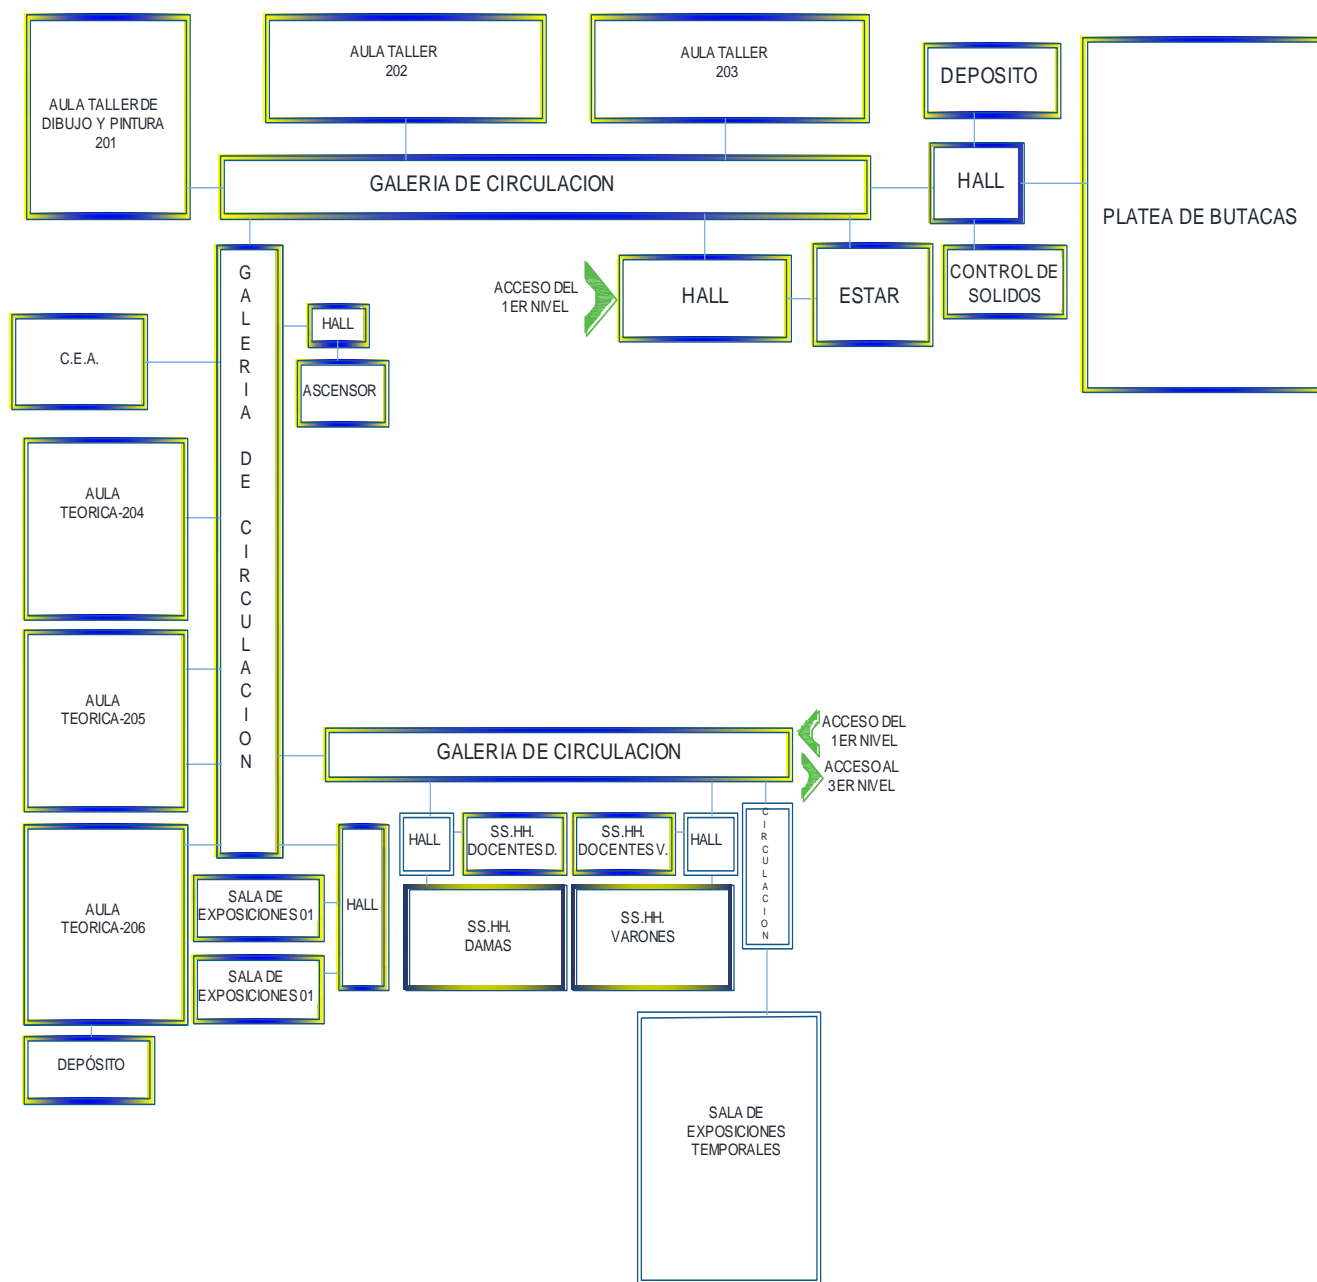 AULA TALLER DE
DIBUJO Y PINTURA
201
AULA TALLER
202
AULA TALLER
203
DEPOSITO
GALERIA DE CIRCULACION
HALL
PLATEA DE BUTACAS
CONTROL DE
SOLIDOS
ACCESO DEL
1ER NIVEL
HALL
ESTAR
GALERIA DE CIRCULACION
HALL
ASCENSOR
C.E.A.
AULA
TEORICA-204
AULA
TEORICA-205
GALERIA DE CIRCULACION
ACCESO DEL
1ER NIVEL
ACCESO AL
3ER NIVEL
HALL
SS.HH.
DOCENTES D.
SS.HH.
DOCENTES V.
HALL
CIRCULACION
AULA
TEORICA-206
SALA DE
EXPOSICIONES 01
HALL
SS.HH.
DAMAS
SS.HH.
VARONES
SALA DE
EXPOSICIONES 01
DEPÓSITO
SALA DE
EXPOSICIONES
TEMPORALES